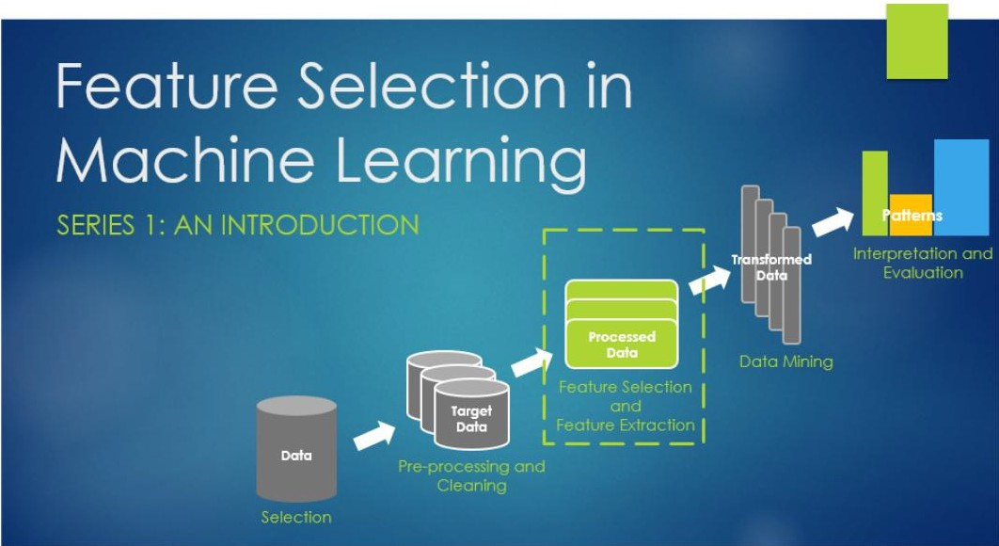 Feature Selection in
Machine Learning
SERIES 1: AN INTRODUCTION
Data
Selection
Target
Data
Pre-processing and
Cleaning
Processed
Data
Feature Selection
and
Feature Extraction
Transformed
Data
Data Mining
Patterns
Interpretation and
Evaluation